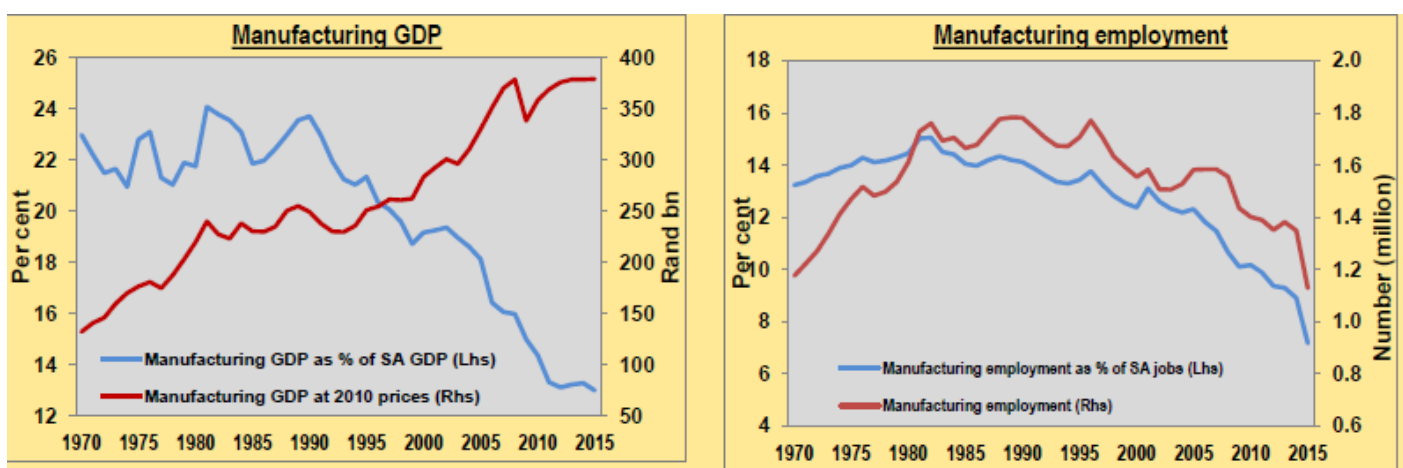 Manufacturing GDP
26
24
22
20
18
16
14
12
Per cent
400
350
300
250
200
150
100
50
Rand bn
Manufacturing GDP as % of SA GDP (Lhs)
Manufacturing GDP at 2010 prices (Rhs)
1970 1975 1980 1985 1990 1995 2000 2005 2010 2015
Manufacturing employment
18
16
14
12
10
8
6
4
Per cent
2.0
1.8
1.6
1.4
1.2
1.0
0.8
0.6
Number (million)
Manufacturing employment as % of SA jobs (Lhs)
Manufacturing employment (Rhs)
1970 1975 1980 1985 1990 1995 2000 2005 2010 2015